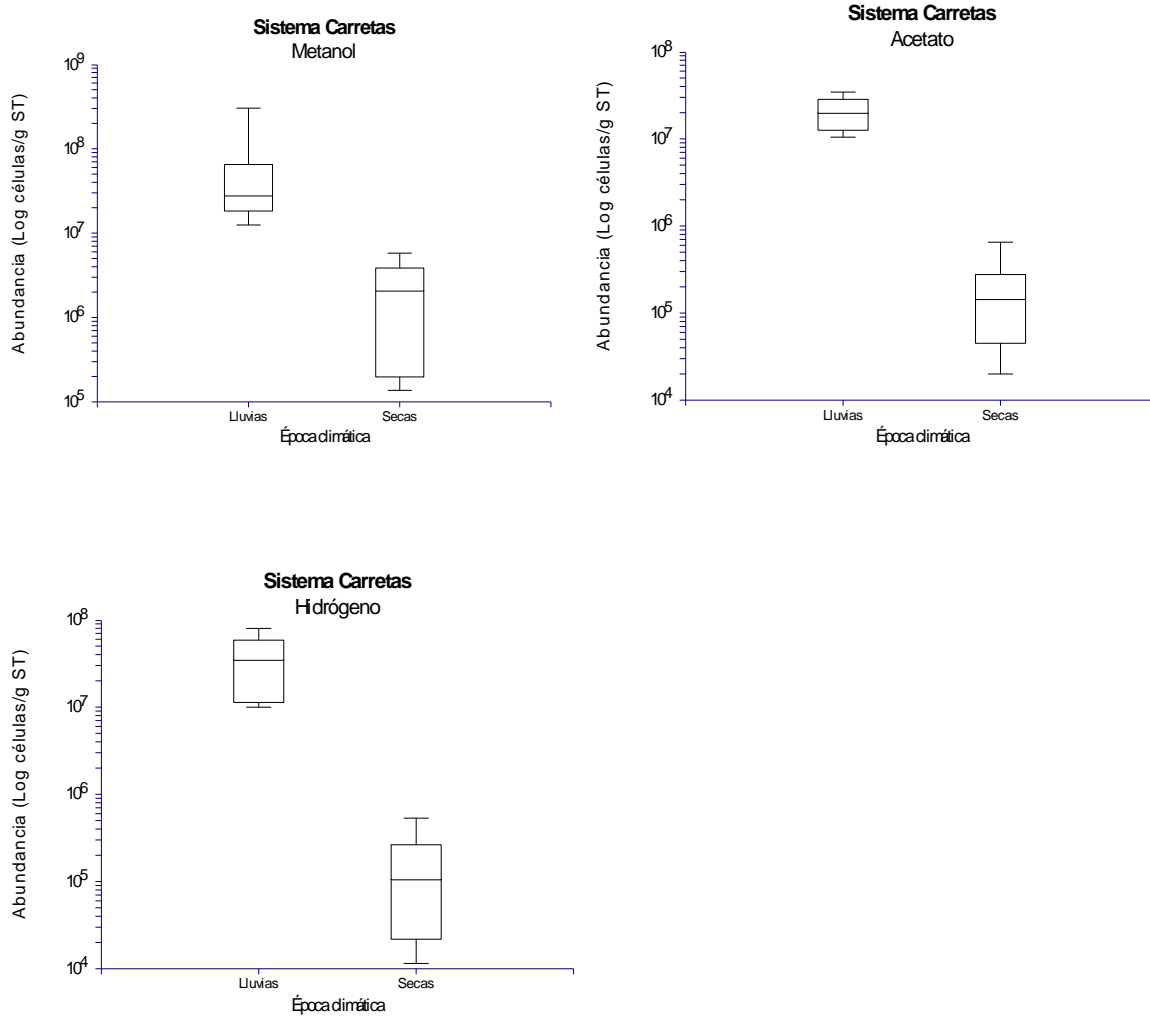 Sistema Carretas
Metanol
Abundancia (Log células/g ST)
10^9
10^8
10^7
10^6
10^5
Lluvias Secas
Época climática
Sistema Carretas
Acetato
Abundancia (Log células/g ST)
10^8
10^7
10^6
10^5
10^4
Lluvias Secas
Época climática
Sistema Carretas
Hidrógeno
Abundancia (Log células/g ST)
10^8
10^7
10^6
10^5
10^4
Lluvias Secas
Época climática